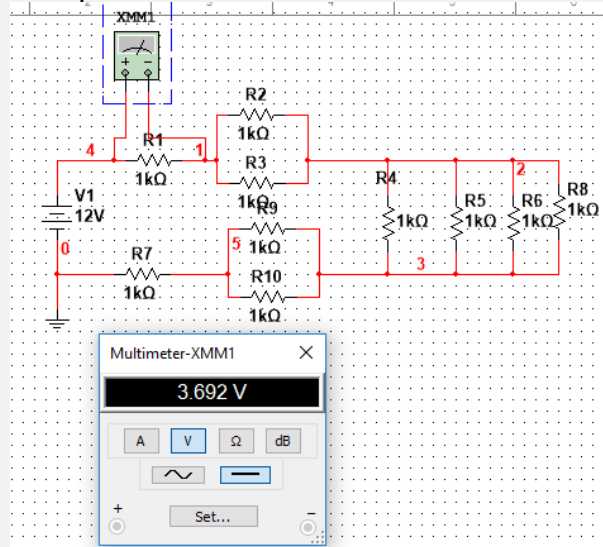 XMM1
+ -
R2
1kΩ
4
R1
1
R3
1kΩ
1kΩ
R4
2
V1
12V
R9
R5
R6
R8
1kΩ
1kΩ
1kΩ
1kΩ
0
5
1kΩ
R7
R10
3
1kΩ
1kΩ
Multimeter-XMM1
3.692 V
A V Ω dB
+ Set... -